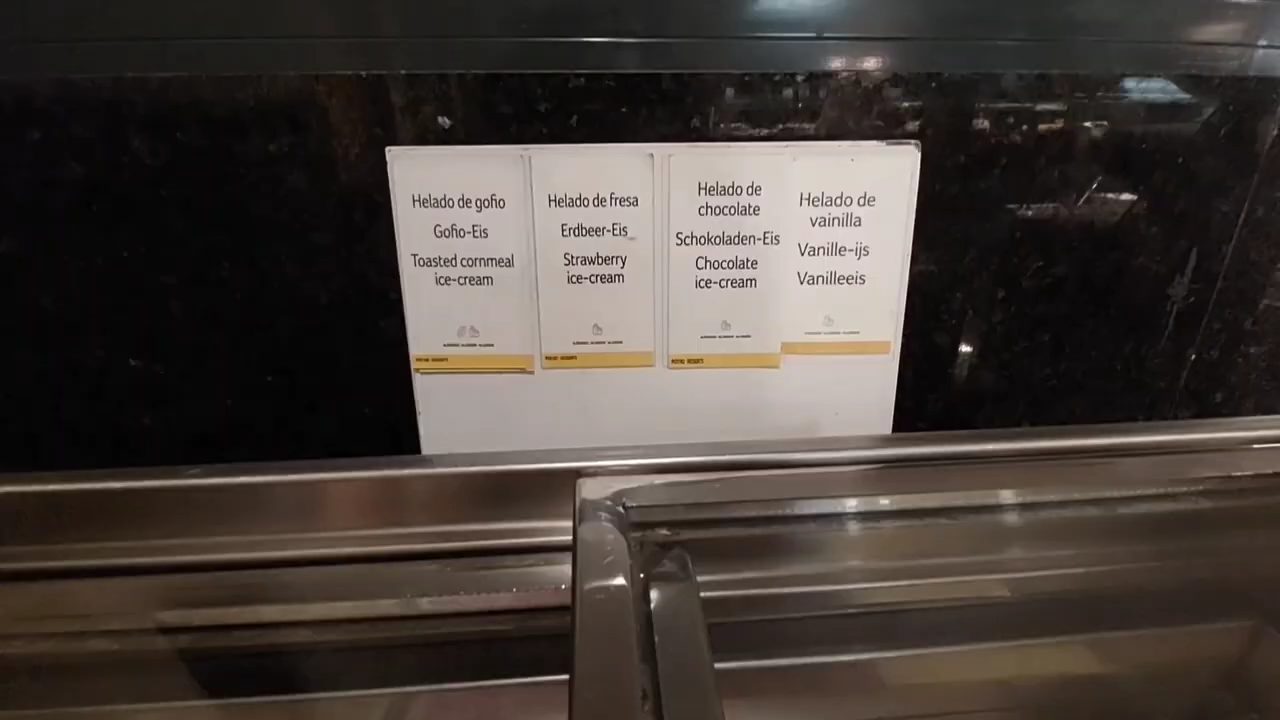 Helado de gofio
Gofio-Eis
Toasted cornmeal
ice-cream
Helado de fresa
Erdbeer-Eis
Strawberry
ice-cream
Helado de
chocolate
Schokoladen-Eis
Chocolate
ice-cream
Helado de
vainilla
Vanille-ijs
Vanilleeis